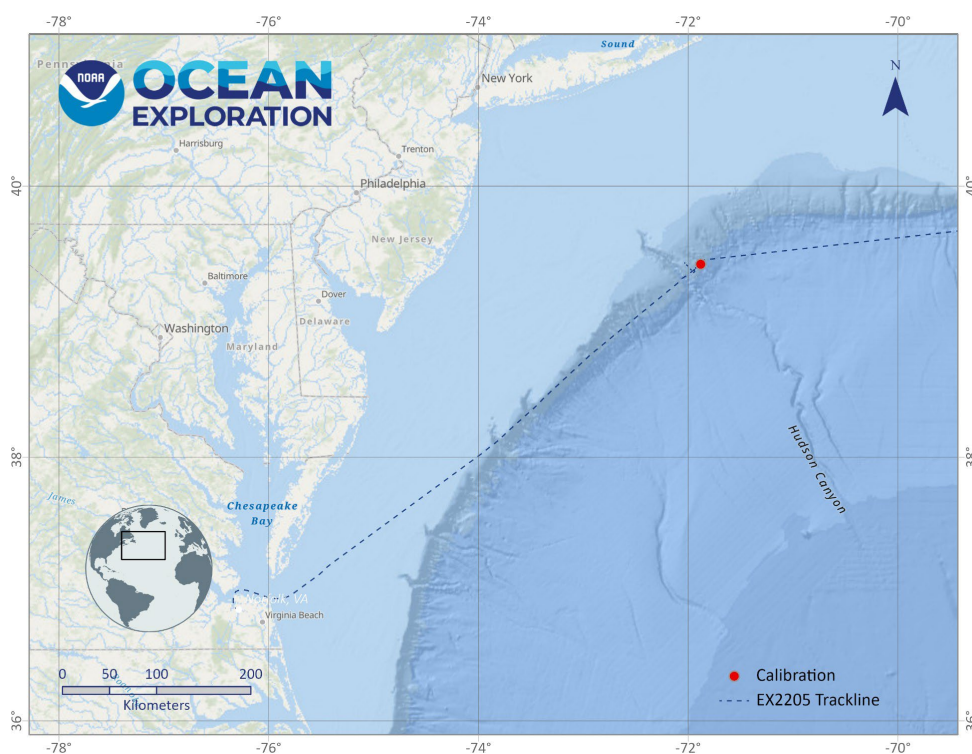 -78° -76° -74° -72° -70°
Sound
Pennsylvania
NOAA
OCEAN
EXPLORATION
New York
N
Harrisburg
Trenton
40° 40°
Philadelphia
New Jersey
Baltimore
Dover
Washington
Delaware
Maryland
38° 38°
Hudson Canyon
James
Chesapeake
Bay
Norfolk, VA
Virginia Beach
0 50 100 200
Kilometers
Calibration
EX2205 Trackline
36° 36°
-78° -76° -74° -72° -70°